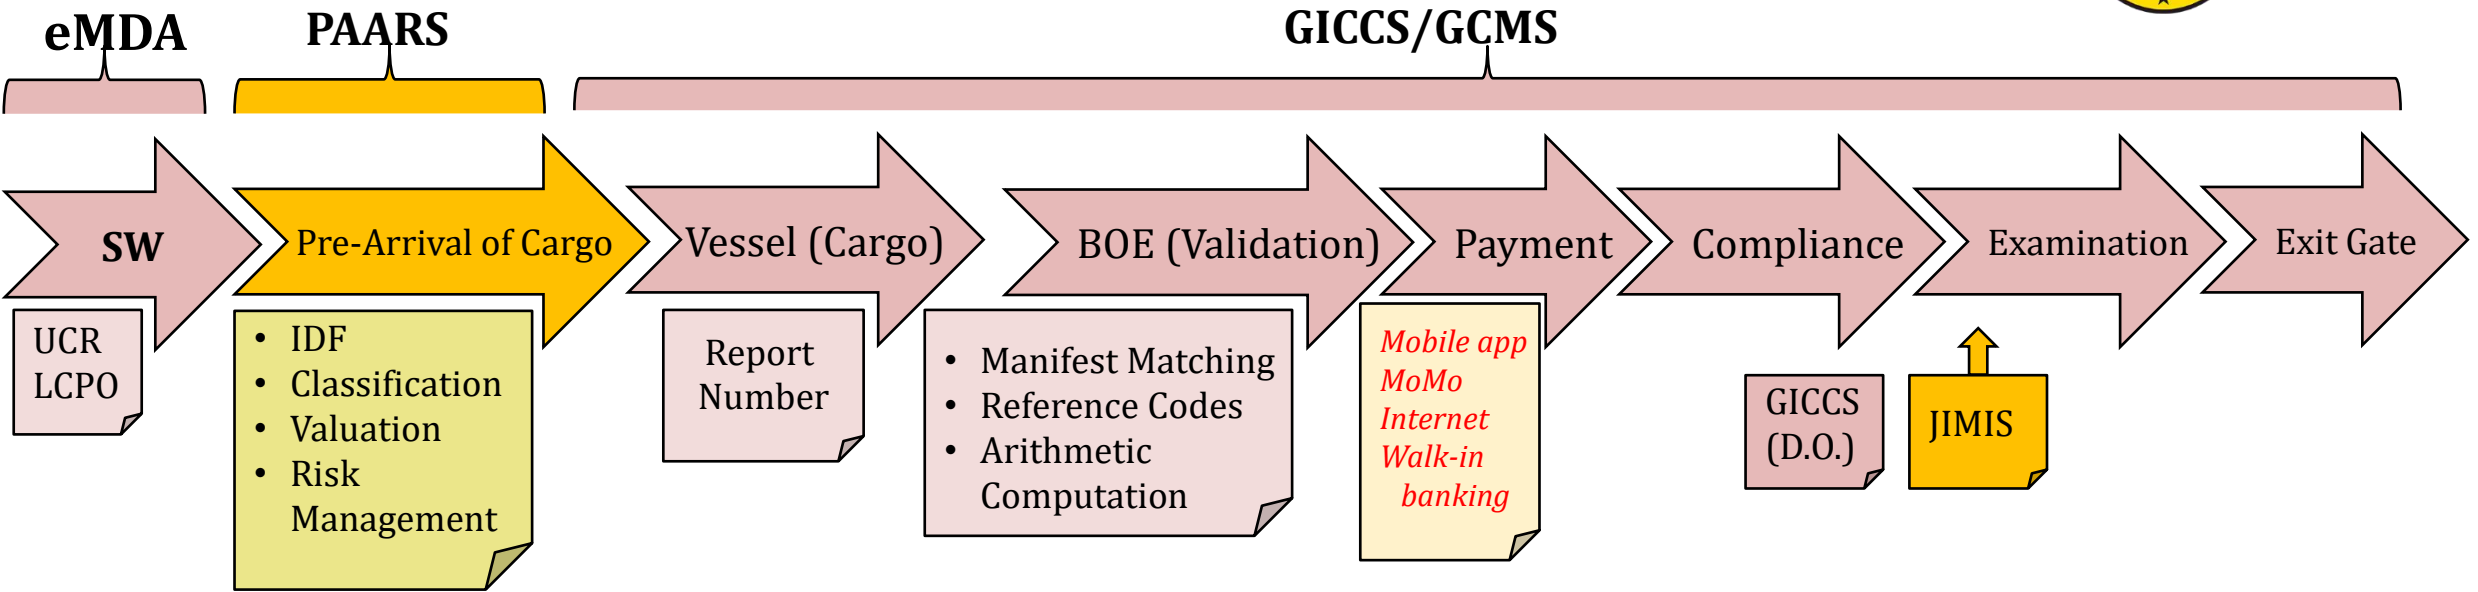 eMDA
PAARS
GICCS/GCMS
SW
Pre-Arrival of Cargo
Vessel (Cargo)
BOE (Validation)
Payment
Compliance
Examination
Exit Gate
UCR
LCPO
• IDF
• Classification
• Valuation
• Risk
Management
Report
Number
• Manifest Matching
• Reference Codes
• Arithmetic
Computation
Mobile app
MoMo
Internet
Walk-in
banking
GICCS
(D.O.)
JIMIS